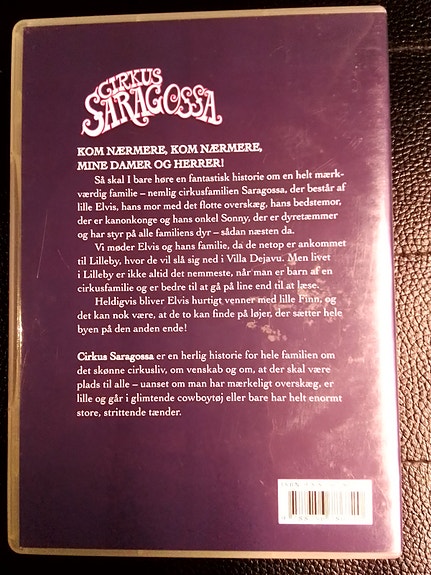 CIRKUS
SARAGOSSA
KOM NÆRMERE, KOM NÆRMERE,
MINE DAMER OG HERRER!
Så skal I bare høre en fantastisk historie om en helt mærk-
værdig familie – nemlig cirkusfamilien Saragossa, der består af
lille Elvis, hans mor med det flotte overskæg, hans bedstemor,
der er kanonkonge og hans onkel Sonny, der er dyretæmmer
og har styr på alle familiens dyr – sådan næsten da.
Vi møder Elvis og hans familie, da de netop er ankommet
til Lilleby, hvor de vil slå sig ned i Villa Dejavu. Men livet
i Lilleby er ikke altid det nemmeste, når man er barn af en
cirkusfamilie og er bedre til at gå på line end til at læse.
Heldigvis bliver Elvis hurtigt venner med lille Finn, og
det kan nok være, at de to kan finde på løjer, der sætter hele
byen på den anden ende!
Cirkus Saragossa er en herlig historie for hele familien om
det skønne cirkusliv, om venskab og om, at der skal være
plads til alle – uanset om man har mærkeligt overskæg, er
lille og går i glimtende cowboytøj eller bare har helt enormt
store, strittende tænder.
ISBN